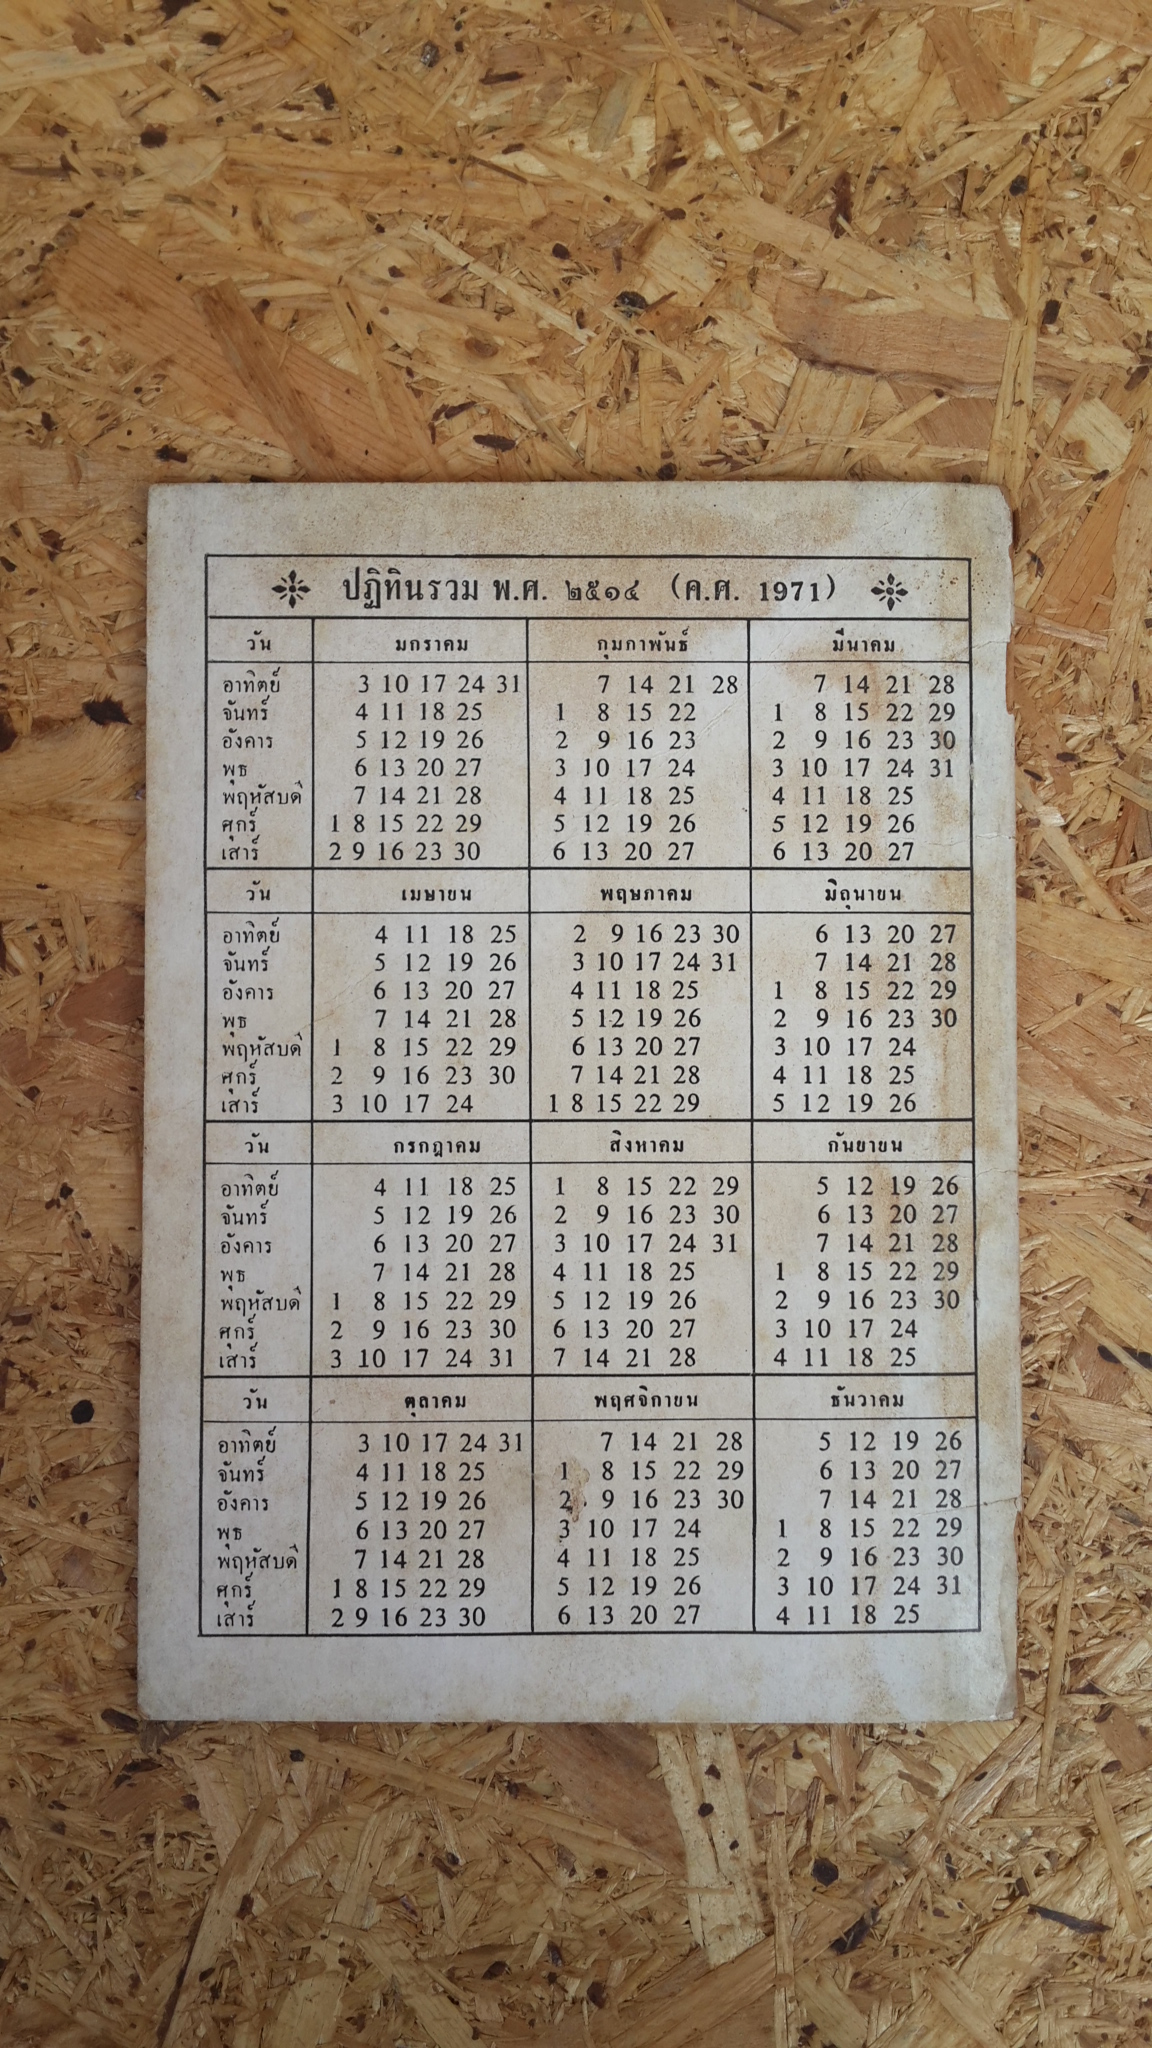 ปฏิทินรวม พ.ศ. ๒๕๑๔ (ค.ศ. 1971)
วัน มกราคม กุมภาพันธ์ มีนาคม
อาทิตย์ 3 10 17 24 31 7 14 21 28 7 14 21 28
จันทร์ 4 11 18 25 1 8 15 22 1 8 15 22 29
อังคาร 5 12 19 26 2 9 16 23 2 9 16 23 30
พุธ 6 13 20 27 3 10 17 24 3 10 17 24 31
พฤหัสบดี 7 14 21 28 4 11 18 25 4 11 18 25
ศุกร์ 1 8 15 22 29 5 12 19 26 5 12 19 26
เสาร์ 2 9 16 23 30 6 13 20 27 6 13 20 27
วัน เมษายน พฤษภาคม มิถุนายน
อาทิตย์ 4 11 18 25 2 9 16 23 30 6 13 20 27
จันทร์ 5 12 19 26 3 10 17 24 31 7 14 21 28
อังคาร 6 13 20 27 4 11 18 25 1 8 15 22 29
พุธ 7 14 21 28 5 12 19 26 2 9 16 23 30
พฤหัสบดี 1 8 15 22 29 6 13 20 27 3 10 17 24
ศุกร์ 2 9 16 23 30 7 14 21 28 4 11 18 25
เสาร์ 3 10 17 24 1 8 15 22 29 5 12 19 26
วัน กรกฎาคม สิงหาคม กันยายน
อาทิตย์ 4 11 18 25 1 8 15 22 29 5 12 19 26
จันทร์ 5 12 19 26 2 9 16 23 30 6 13 20 27
อังคาร 6 13 20 27 3 10 17 24 31 7 14 21 28
พุธ 7 14 21 28 4 11 18 25 1 8 15 22 29
พฤหัสบดี 1 8 15 22 29 5 12 19 26 2 9 16 23 30
ศุกร์ 2 9 16 23 30 6 13 20 27 3 10 17 24
เสาร์ 3 10 17 24 31 7 14 21 28 4 11 18 25
วัน ตุลาคม พฤศจิกายน ธันวาคม
อาทิตย์ 3 10 17 24 31 7 14 21 28 5 12 19 26
จันทร์ 4 11 18 25 1 8 15 22 29 6 13 20 27
อังคาร 5 12 19 26 2 9 16 23 30 7 14 21 28
พุธ 6 13 20 27 3 10 17 24 1 8 15 22 29
พฤหัสบดี 7 14 21 28 4 11 18 25 2 9 16 23 30
ศุกร์ 1 8 15 22 29 5 12 19 26 3 10 17 24 31
เสาร์ 2 9 16 23 30 6 13 20 27 4 11 18 25